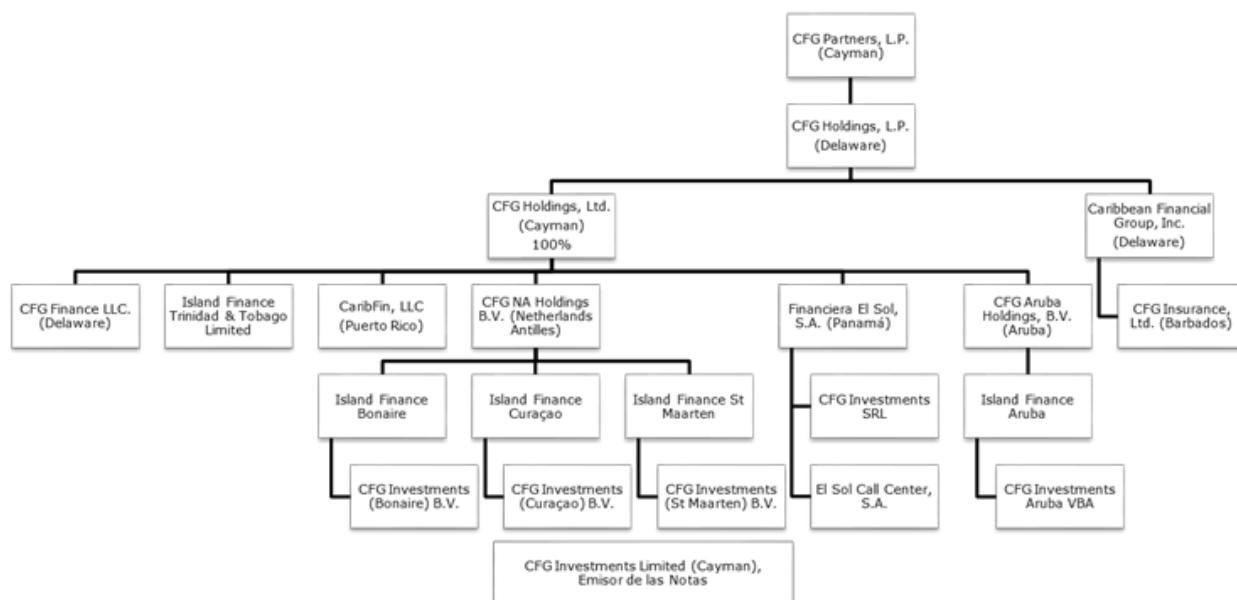 CFG Partners, L.P.
(Cayman)
CFG Holdings, L.P.
(Delaware)
CFG Holdings, Ltd.
(Cayman)
100%
Caribbean Financial
Group, Inc.
(Delaware)
CFG Finance LLC.
(Delaware)
Island Finance
Trinidad & Tobago
Limited
CaribFin, LLC
(Puerto Rico)
CFG NA Holdings
B.V. (Netherlands
Antilles)
Financiera El Sol,
S.A. (Panamá)
CFG Aruba
Holdings, B.V.
(Aruba)
CFG Insurance,
Ltd. (Barbados)
Island Finance
Bonaire
Island Finance
Curaçao
Island Finance St
Maarten
CFG Investments
SRL
Island Finance
Aruba
CFG Investments
(Bonaire) B.V.
CFG Investments
(Curaçao) B.V.
CFG Investments
(St Maarten) B.V.
El Sol Call Center,
S.A.
CFG Investments
Aruba VBA
CFG Investments Limited (Cayman),
Emisor de las Notas